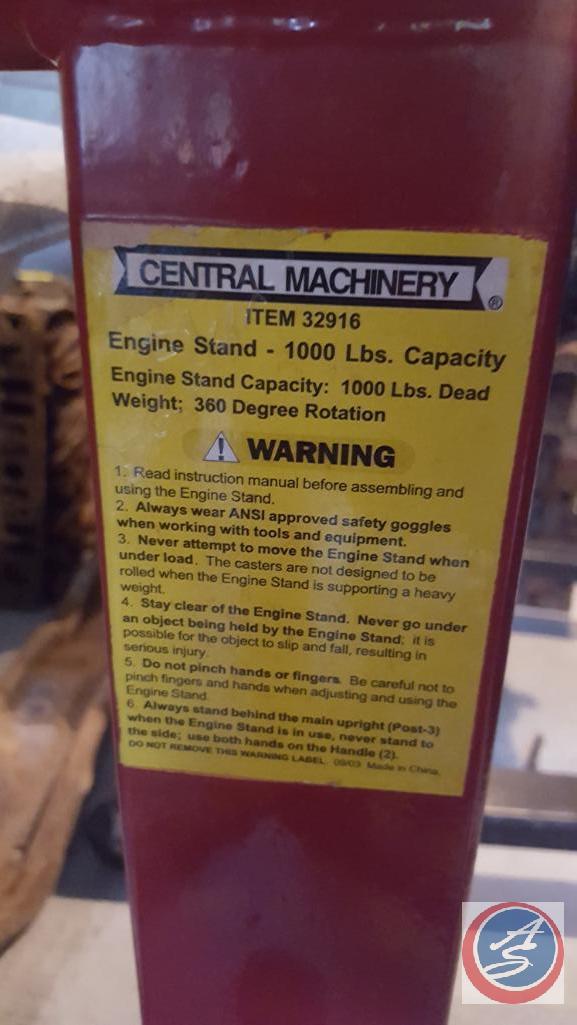 CENTRAL MACHINERY ®
ITEM 32916
Engine Stand - 1000 Lbs. Capacity
Engine Stand Capacity: 1000 Lbs. Dead
Weight; 360 Degree Rotation
WARNING
1. Read instruction manual before assembling and
using the Engine Stand.
2. Always wear ANSI approved safety goggles
when working with tools and equipment.
3. Never attempt to move the Engine Stand when
under load. The casters are not designed to be
rolled when the Engine Stand is supporting a heavy
weight.
4. Stay clear of the Engine Stand. Never go under
an object being held by the Engine Stand; it is
possible for the object to slip and fall, resulting in
serious injury.
5. Do not pinch hands or fingers. Be careful not to
pinch fingers and hands when adjusting and using the
Engine Stand.
6. Always stand behind the main upright (Post-3)
when the Engine Stand is in use, never stand to
the side; use both hands on the Handle (2).
DO NOT REMOVE THIS WARNING LABEL. 09/03 Made in China.
AS